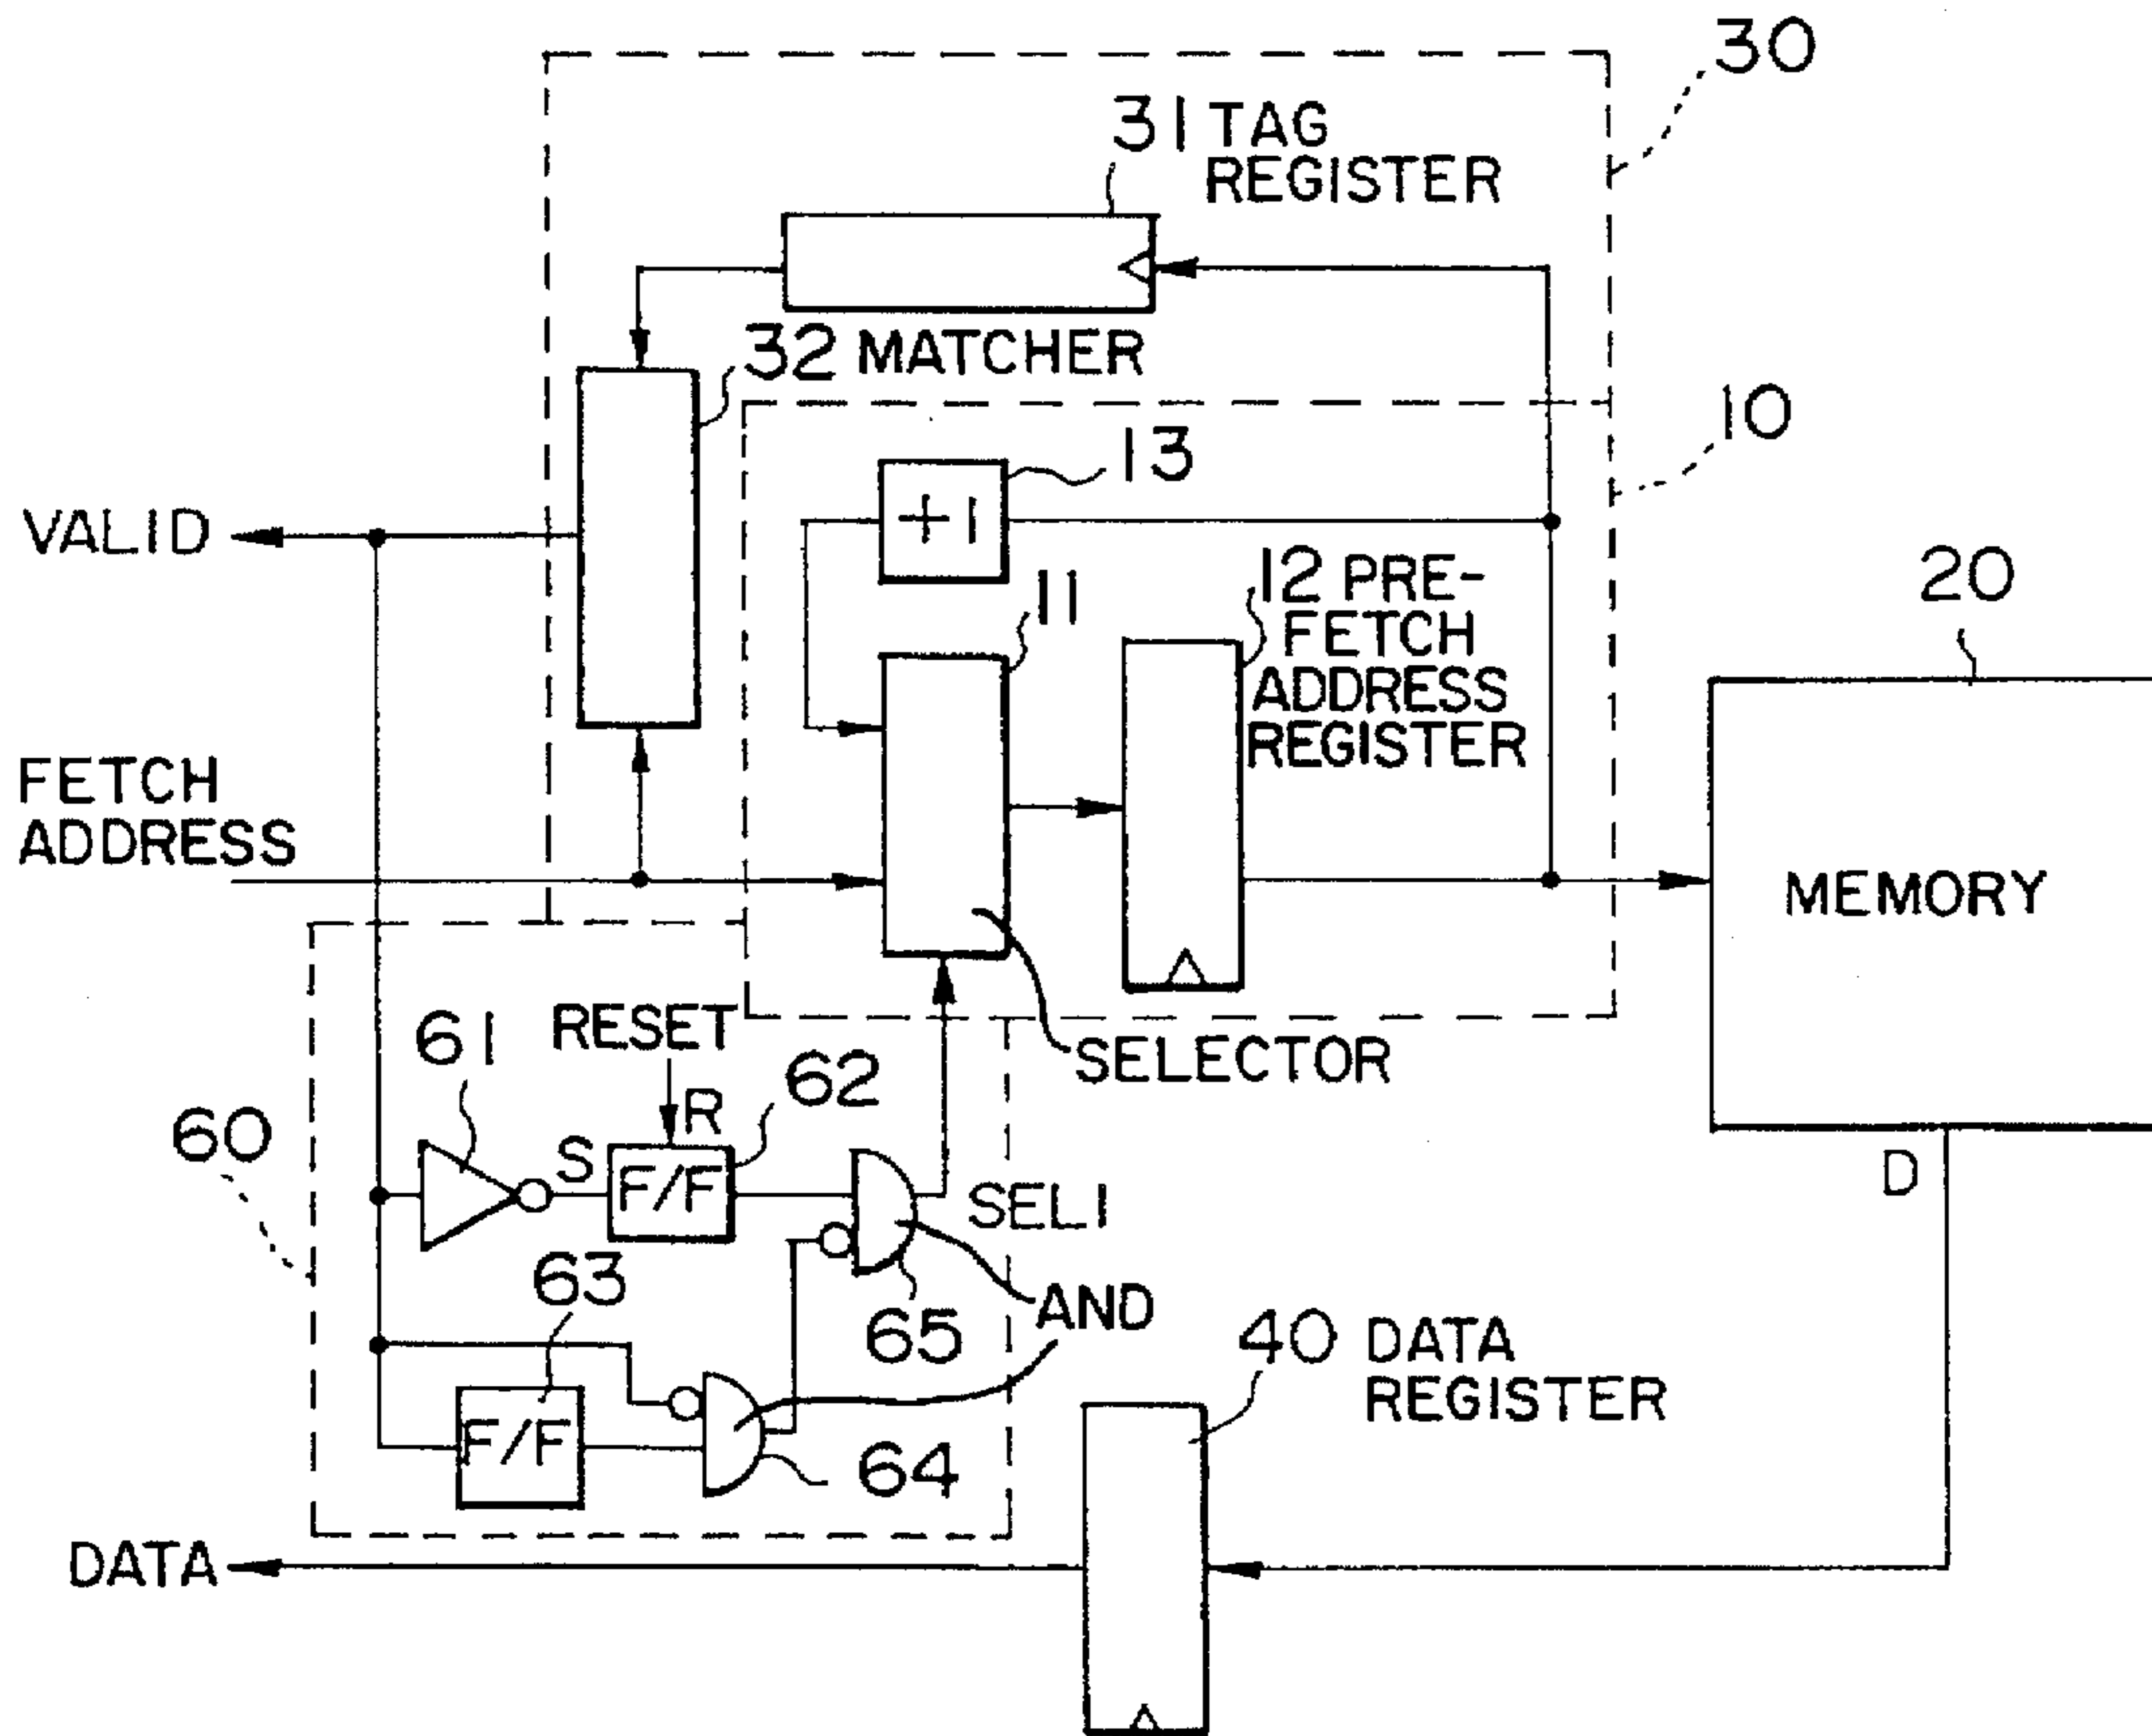 30
31 TAG
REGISTER
32 MATCHER
10
13
+1
VALID
12 PRE-
FETCH
ADDRESS
REGISTER
11
20
FETCH
ADDRESS
MEMORY
RESET
61
62
SELECTOR
R
60
S
F/F
D
SEL1
63
AND
65
40 DATA
REGISTER
F/F
64
DATA